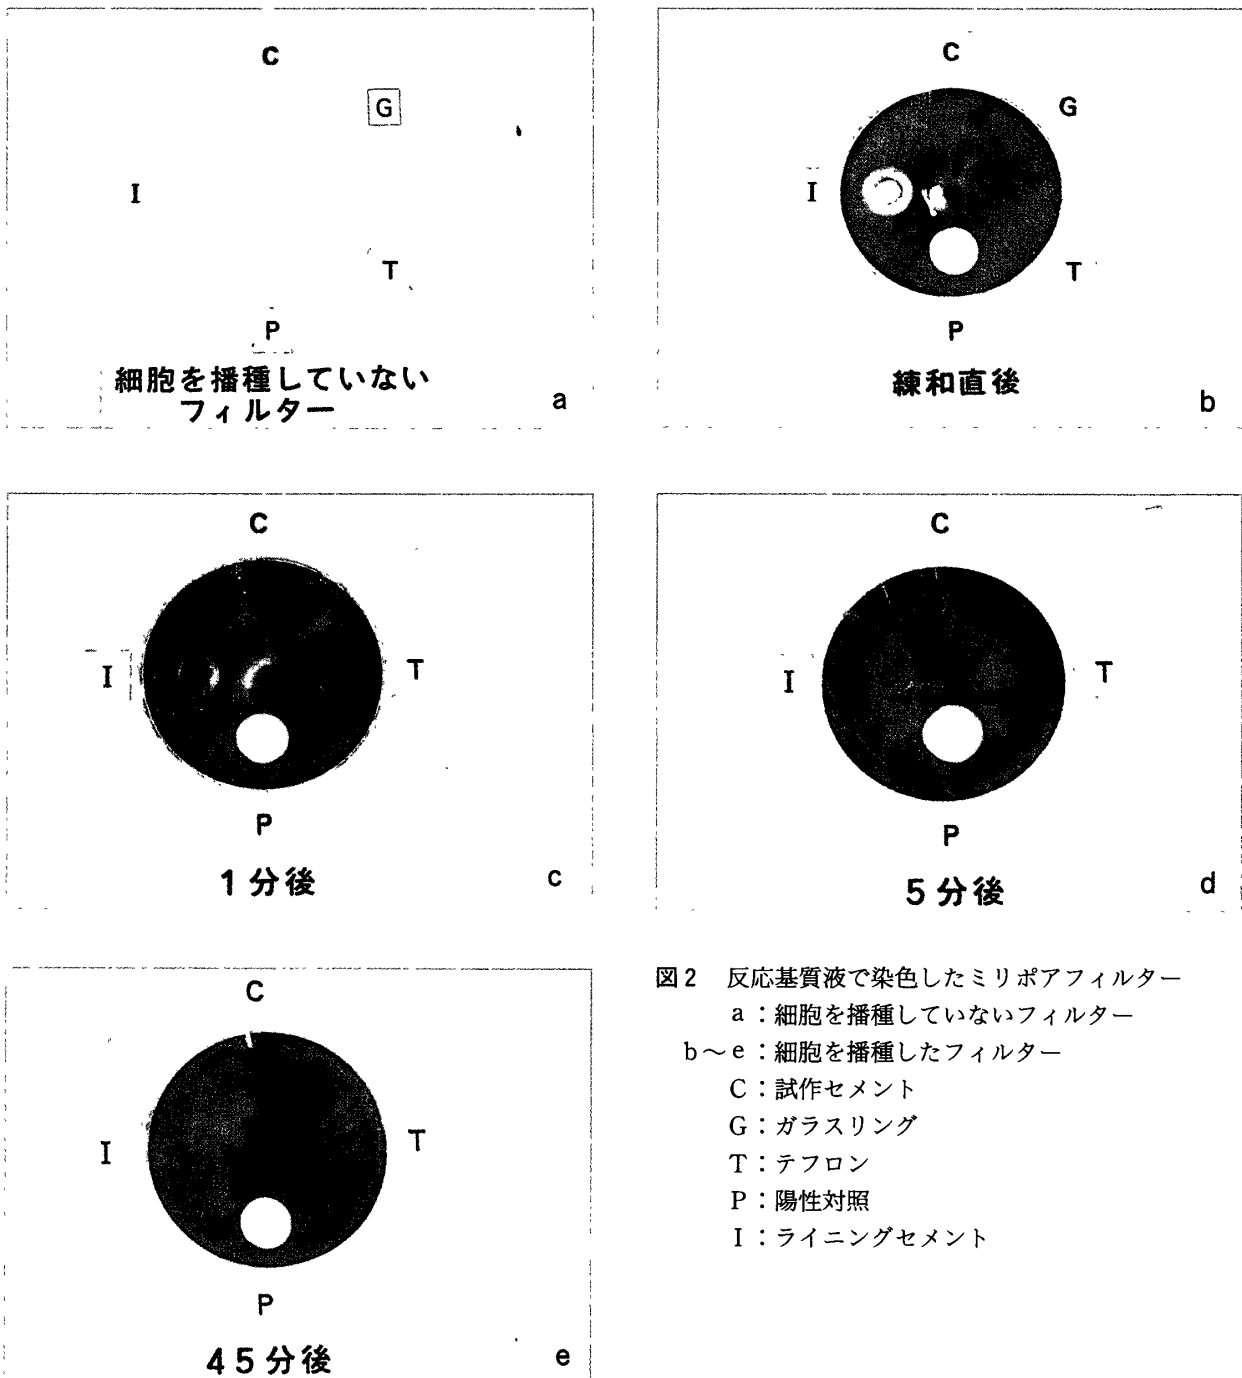 C
G
I
T
P
細胞を播種していない
フィルター
a
C
G
I
T
P
練和直後
b
C
I
T
P
1分後
c
C
I
T
P
5分後
d
C
I
T
P
45分後
e
図2 反応基質液で染色したミリポアフィルター
a：細胞を播種していないフィルター
b～e：細胞を播種したフィルター
C：試作セメント
G：ガラスリング
T：テフロン
P：陽性対照
I：ライニングセメント